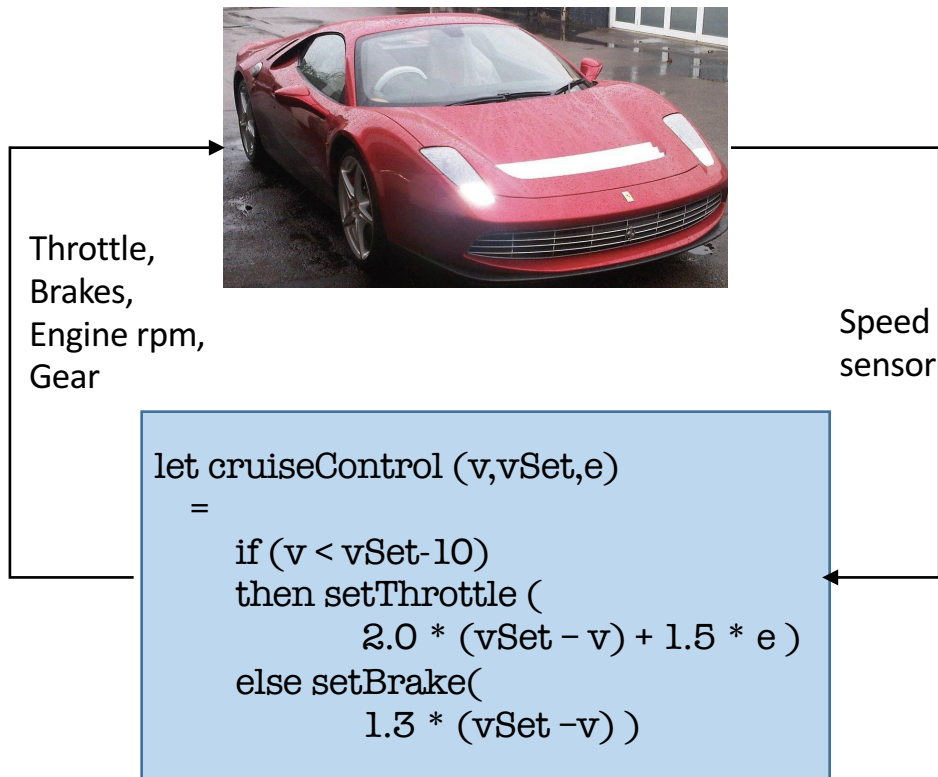 Throttle,
Brakes,
Engine rpm,
Gear
Speed
sensor
let cruiseControl (v,vSet,e)
=
if (v < vSet-10)
then setThrottle (
2.0 * (vSet – v) + 1.5 * e )
else setBrake(
1.3 * (vSet –v) )